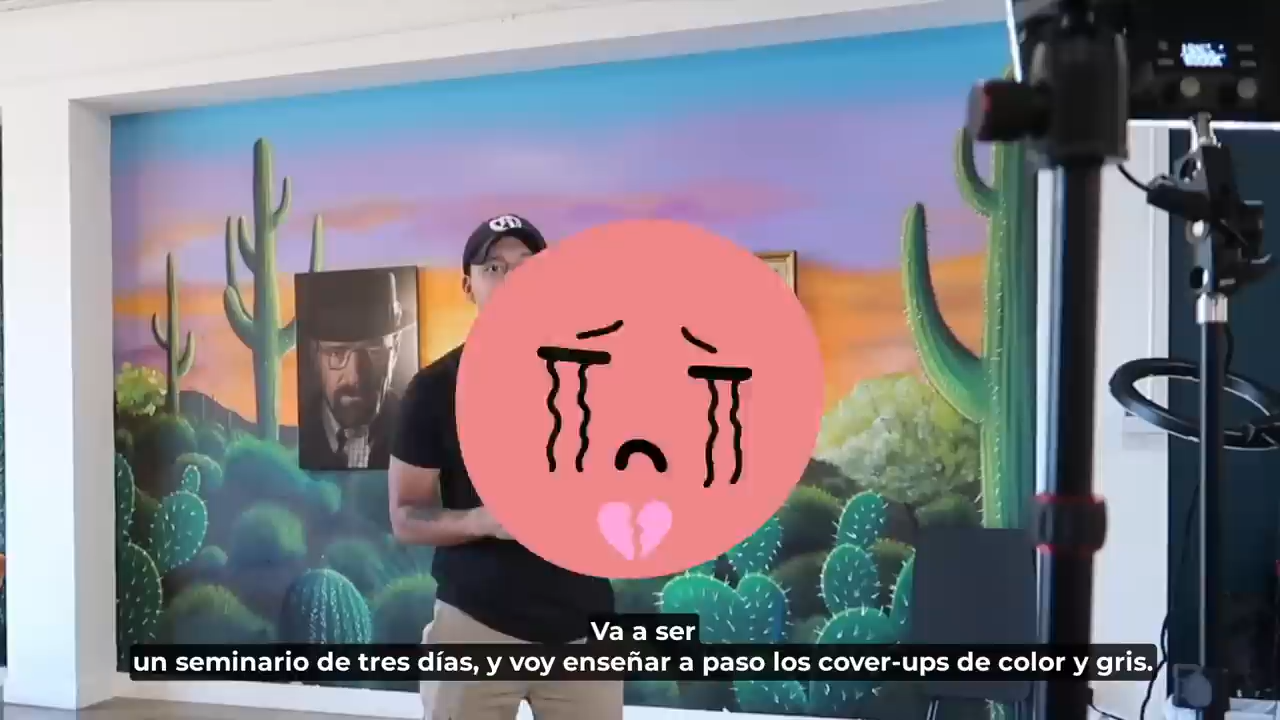 Va a ser
un seminario de tres días, y voy enseñar a paso los cover-ups de color y gris.